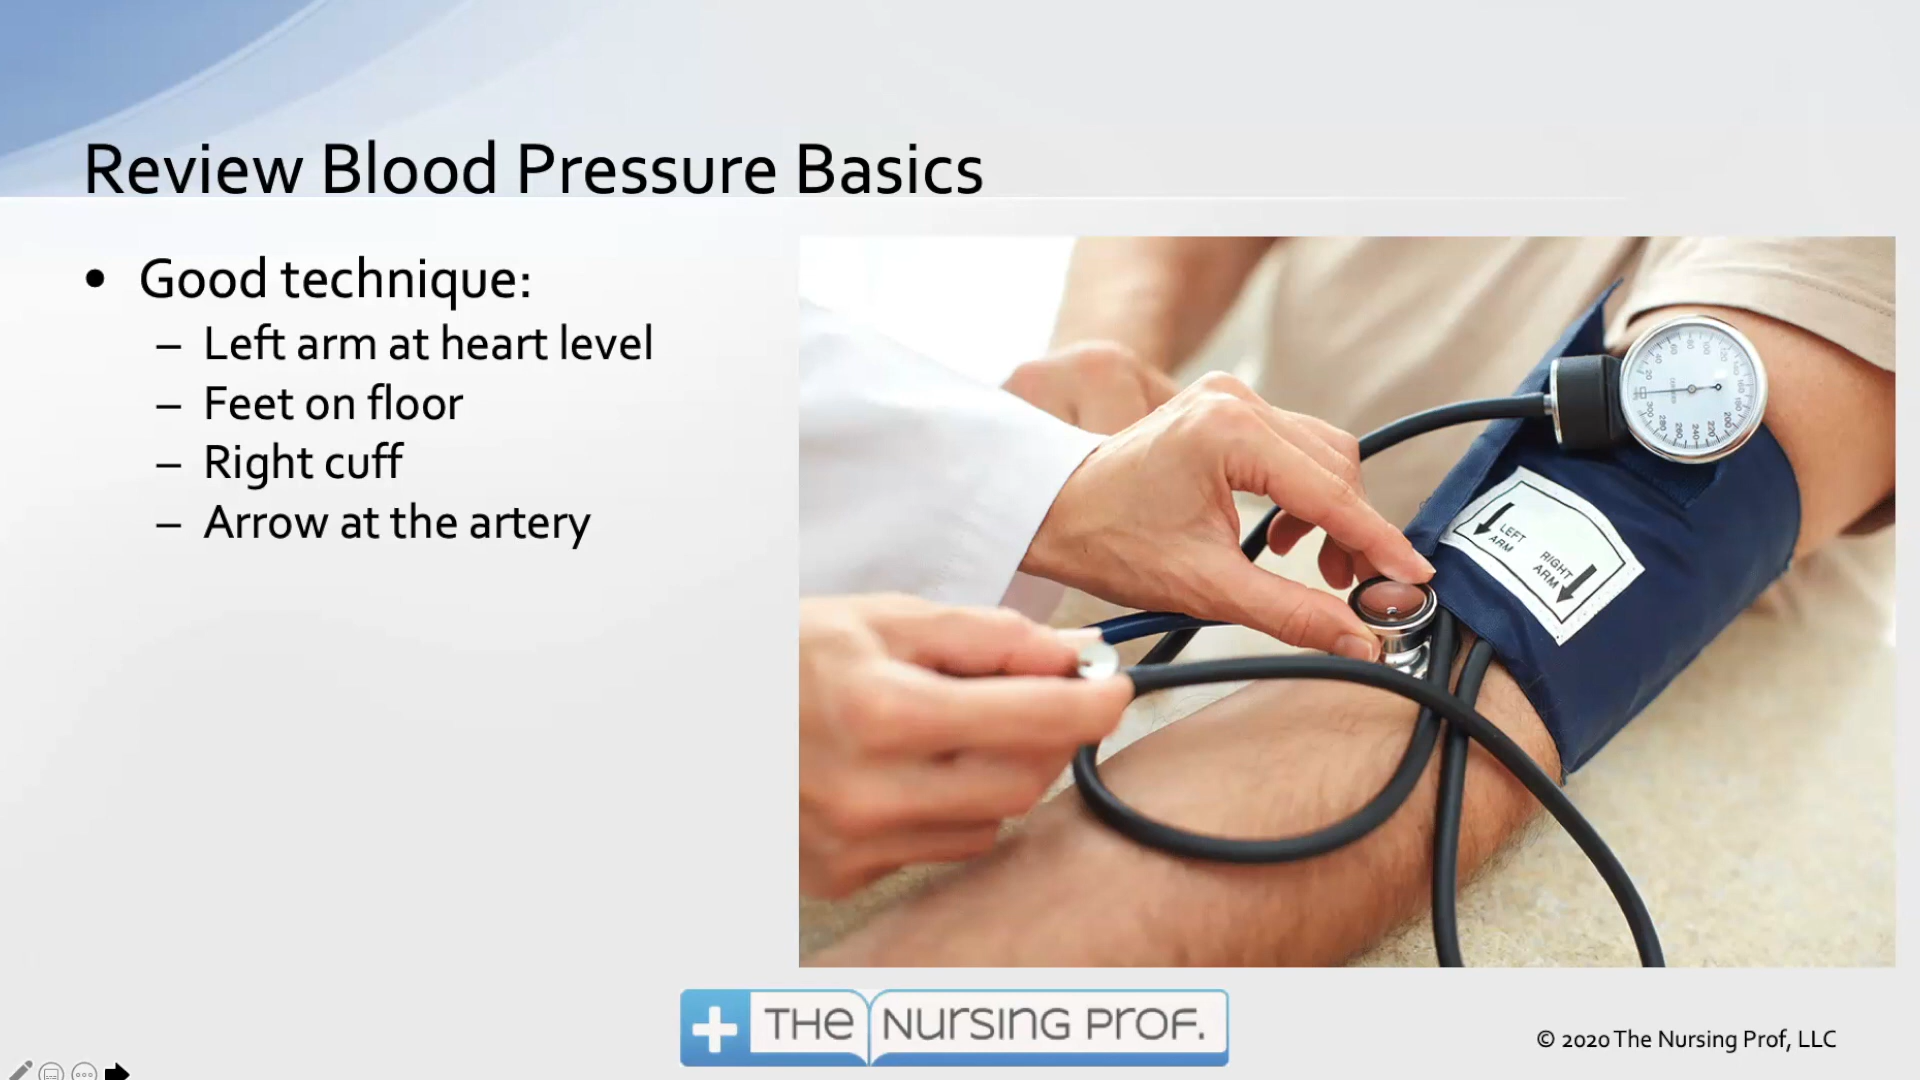 Review Blood Pressure Basics
• Good technique:
– Left arm at heart level
– Feet on floor
– Right cuff
– Arrow at the artery
LEFT
ARM
RIGHT
ARM
THE NURSING PROF.
© 2020 The Nursing Prof, LLC